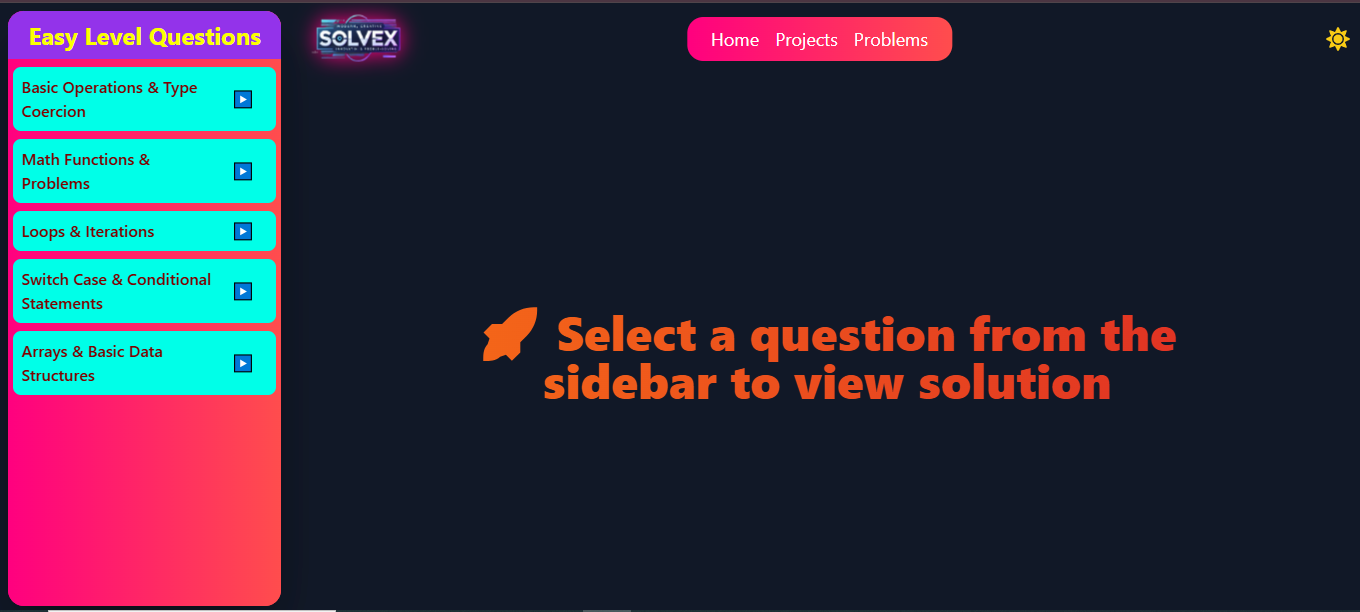 Easy Level Questions
SOLVEX
Home Projects Problems
Basic Operations & Type
Coercion
Math Functions &
Problems
Loops & Iterations
Switch Case & Conditional
Statements
Arrays & Basic Data
Structures
Select a question from the
sidebar to view solution